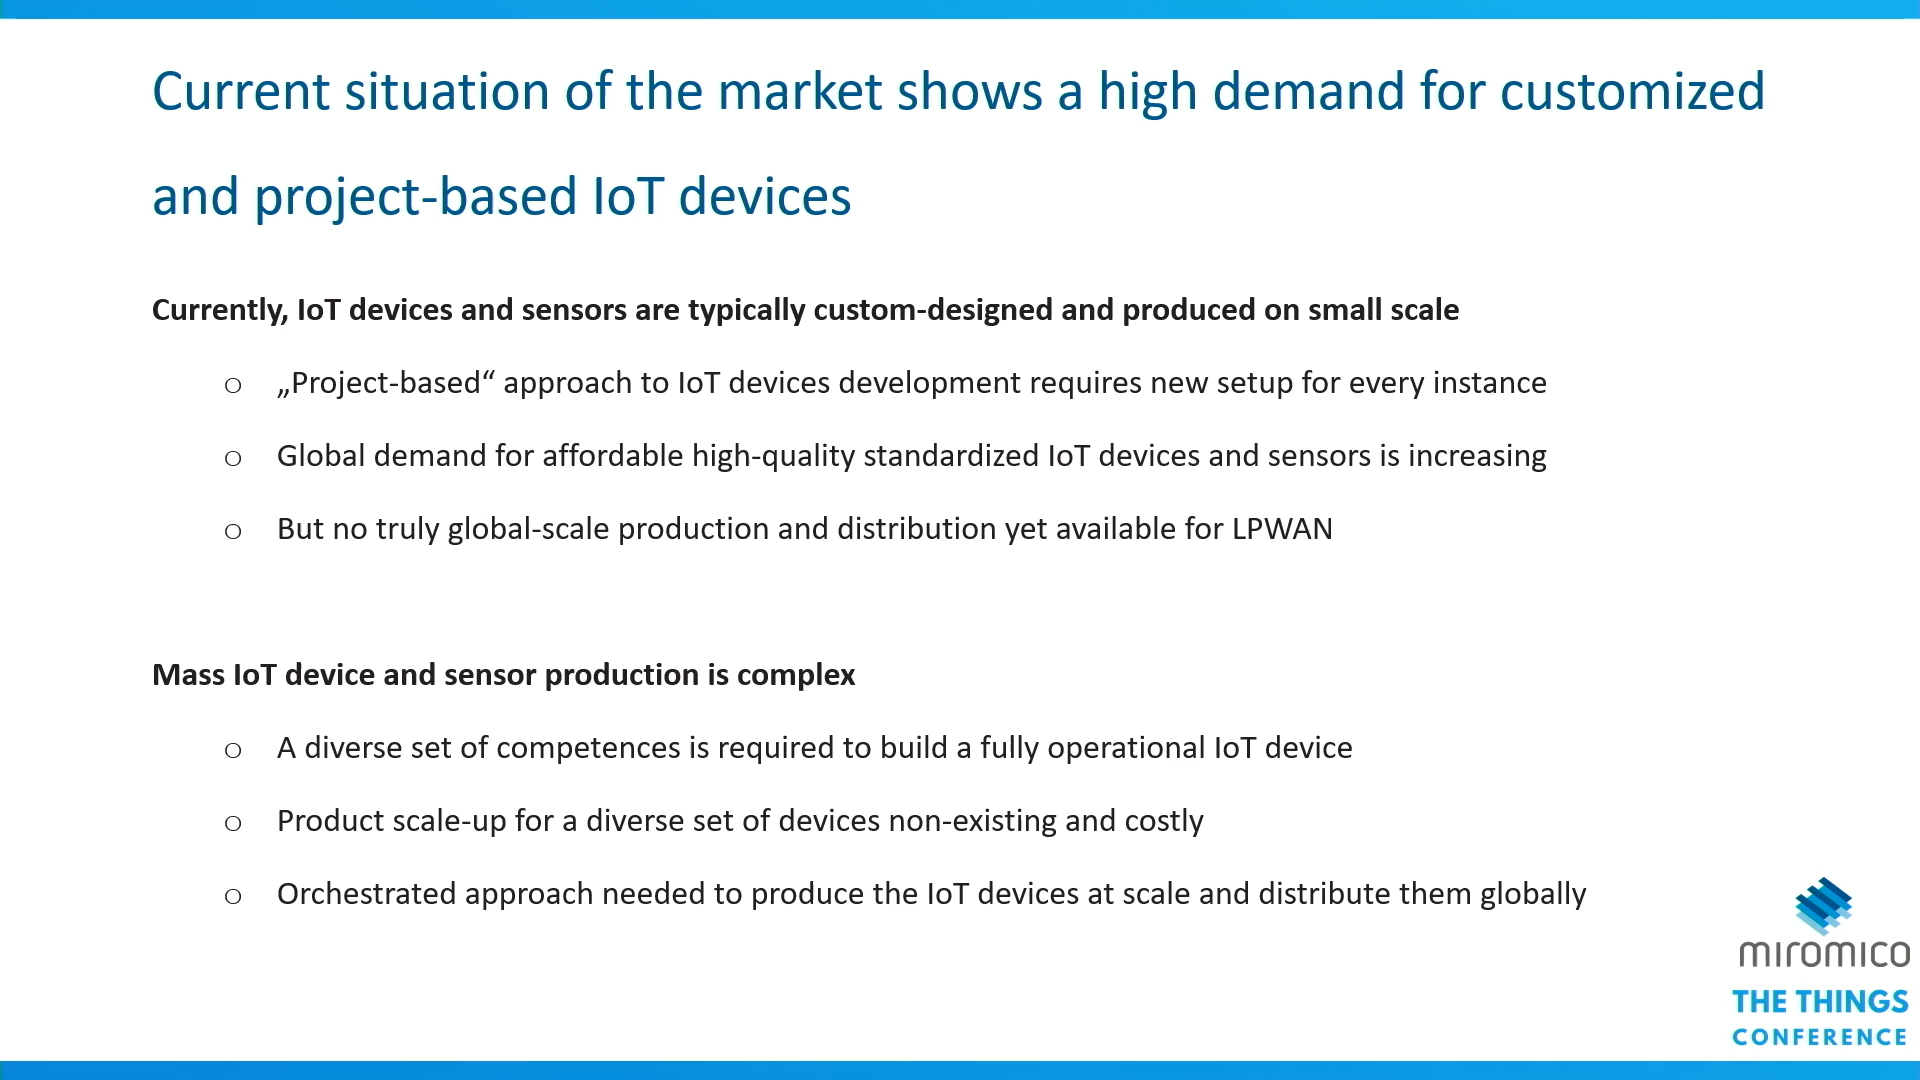 Current situation of the market shows a high demand for customized
and project-based IoT devices
Currently, IoT devices and sensors are typically custom-designed and produced on small scale
o „Project-based“ approach to IoT devices development requires new setup for every instance
o Global demand for affordable high-quality standardized IoT devices and sensors is increasing
o But no truly global-scale production and distribution yet available for LPWAN
Mass IoT device and sensor production is complex
o A diverse set of competences is required to build a fully operational IoT device
o Product scale-up for a diverse set of devices non-existing and costly
o Orchestrated approach needed to produce the IoT devices at scale and distribute them globally
miromico
THE THINGS
CONFERENCE